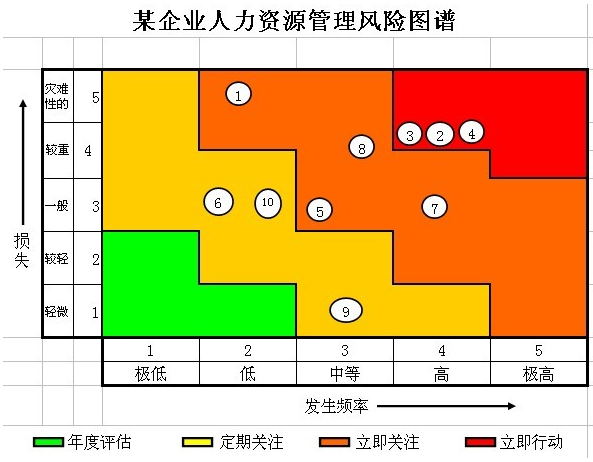 某企业人力资源管理风险图谱
灾难性的 5
较重 4
一般 3
较轻 2
轻微 1
损失
1
8
3 2 4
6 10 5 7
9
1 2 3 4 5
极低 低 中等 高 极高
发生频率
年度评估 定期关注 立即关注 立即行动